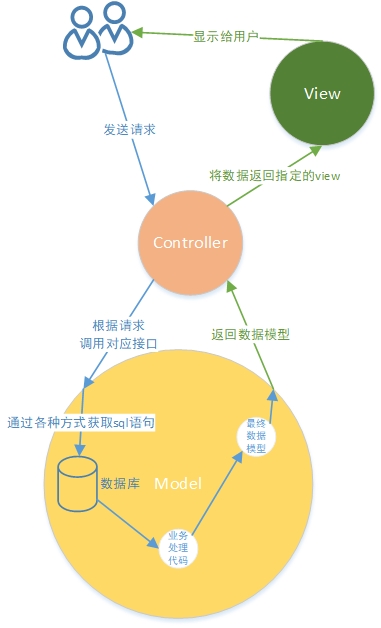 显示给用户
View
发送请求
将数据返回指定的view
Controller
根据请求
调用对应接口
返回数据模型
通过各种方式获取sql语句
最终
数据
模型
数据库
Model
业务
处理
代码